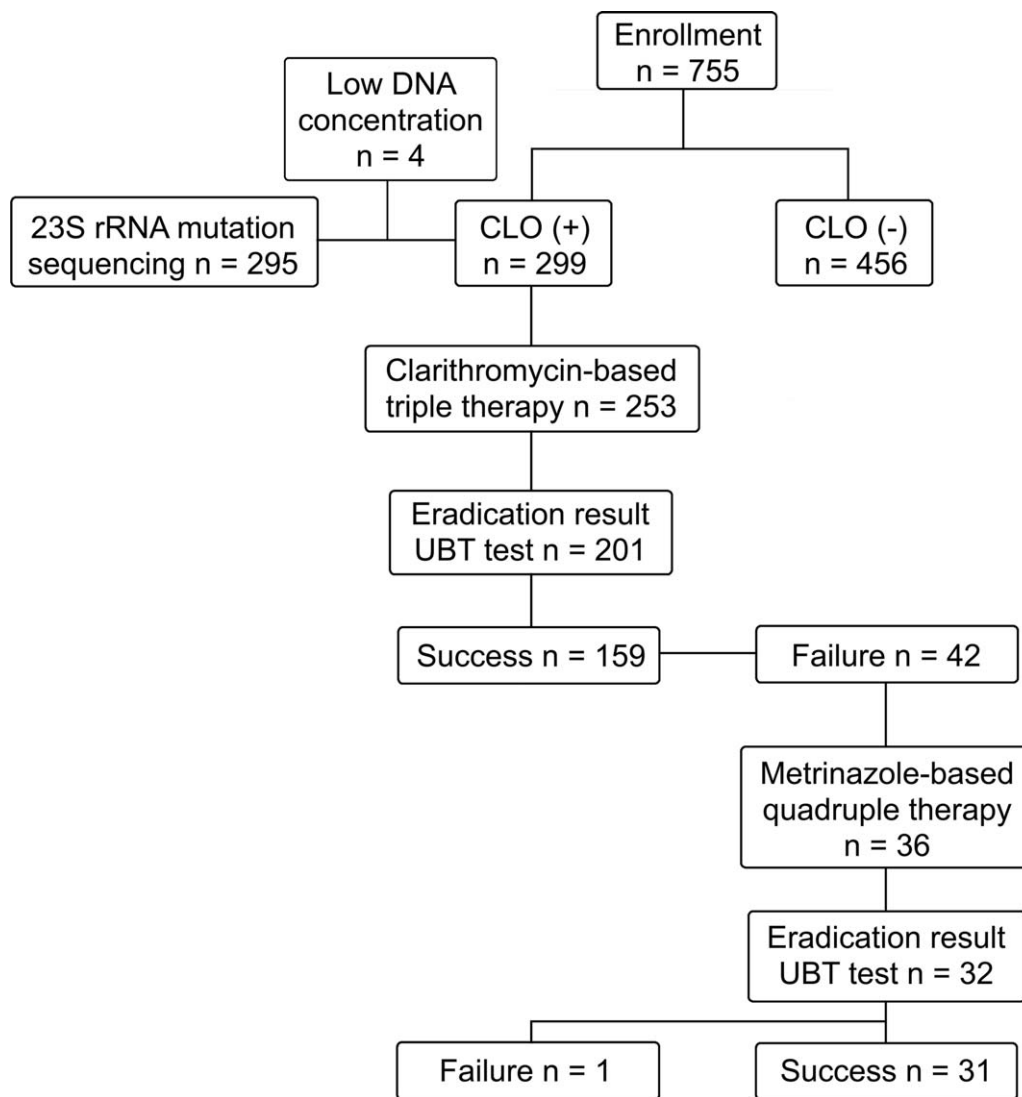 Enrollment
n = 755
Low DNA
concentration
n = 4
23S rRNA mutation
sequencing n = 295
CLO (+)
n = 299
CLO (-)
n = 456
Clarithromycin-based
triple therapy n = 253
Eradication result
UBT test n = 201
Success n = 159
Failure n = 42
Metrinazole-based
quadruple therapy
n = 36
Eradication result
UBT test n = 32
Failure n = 1
Success n = 31